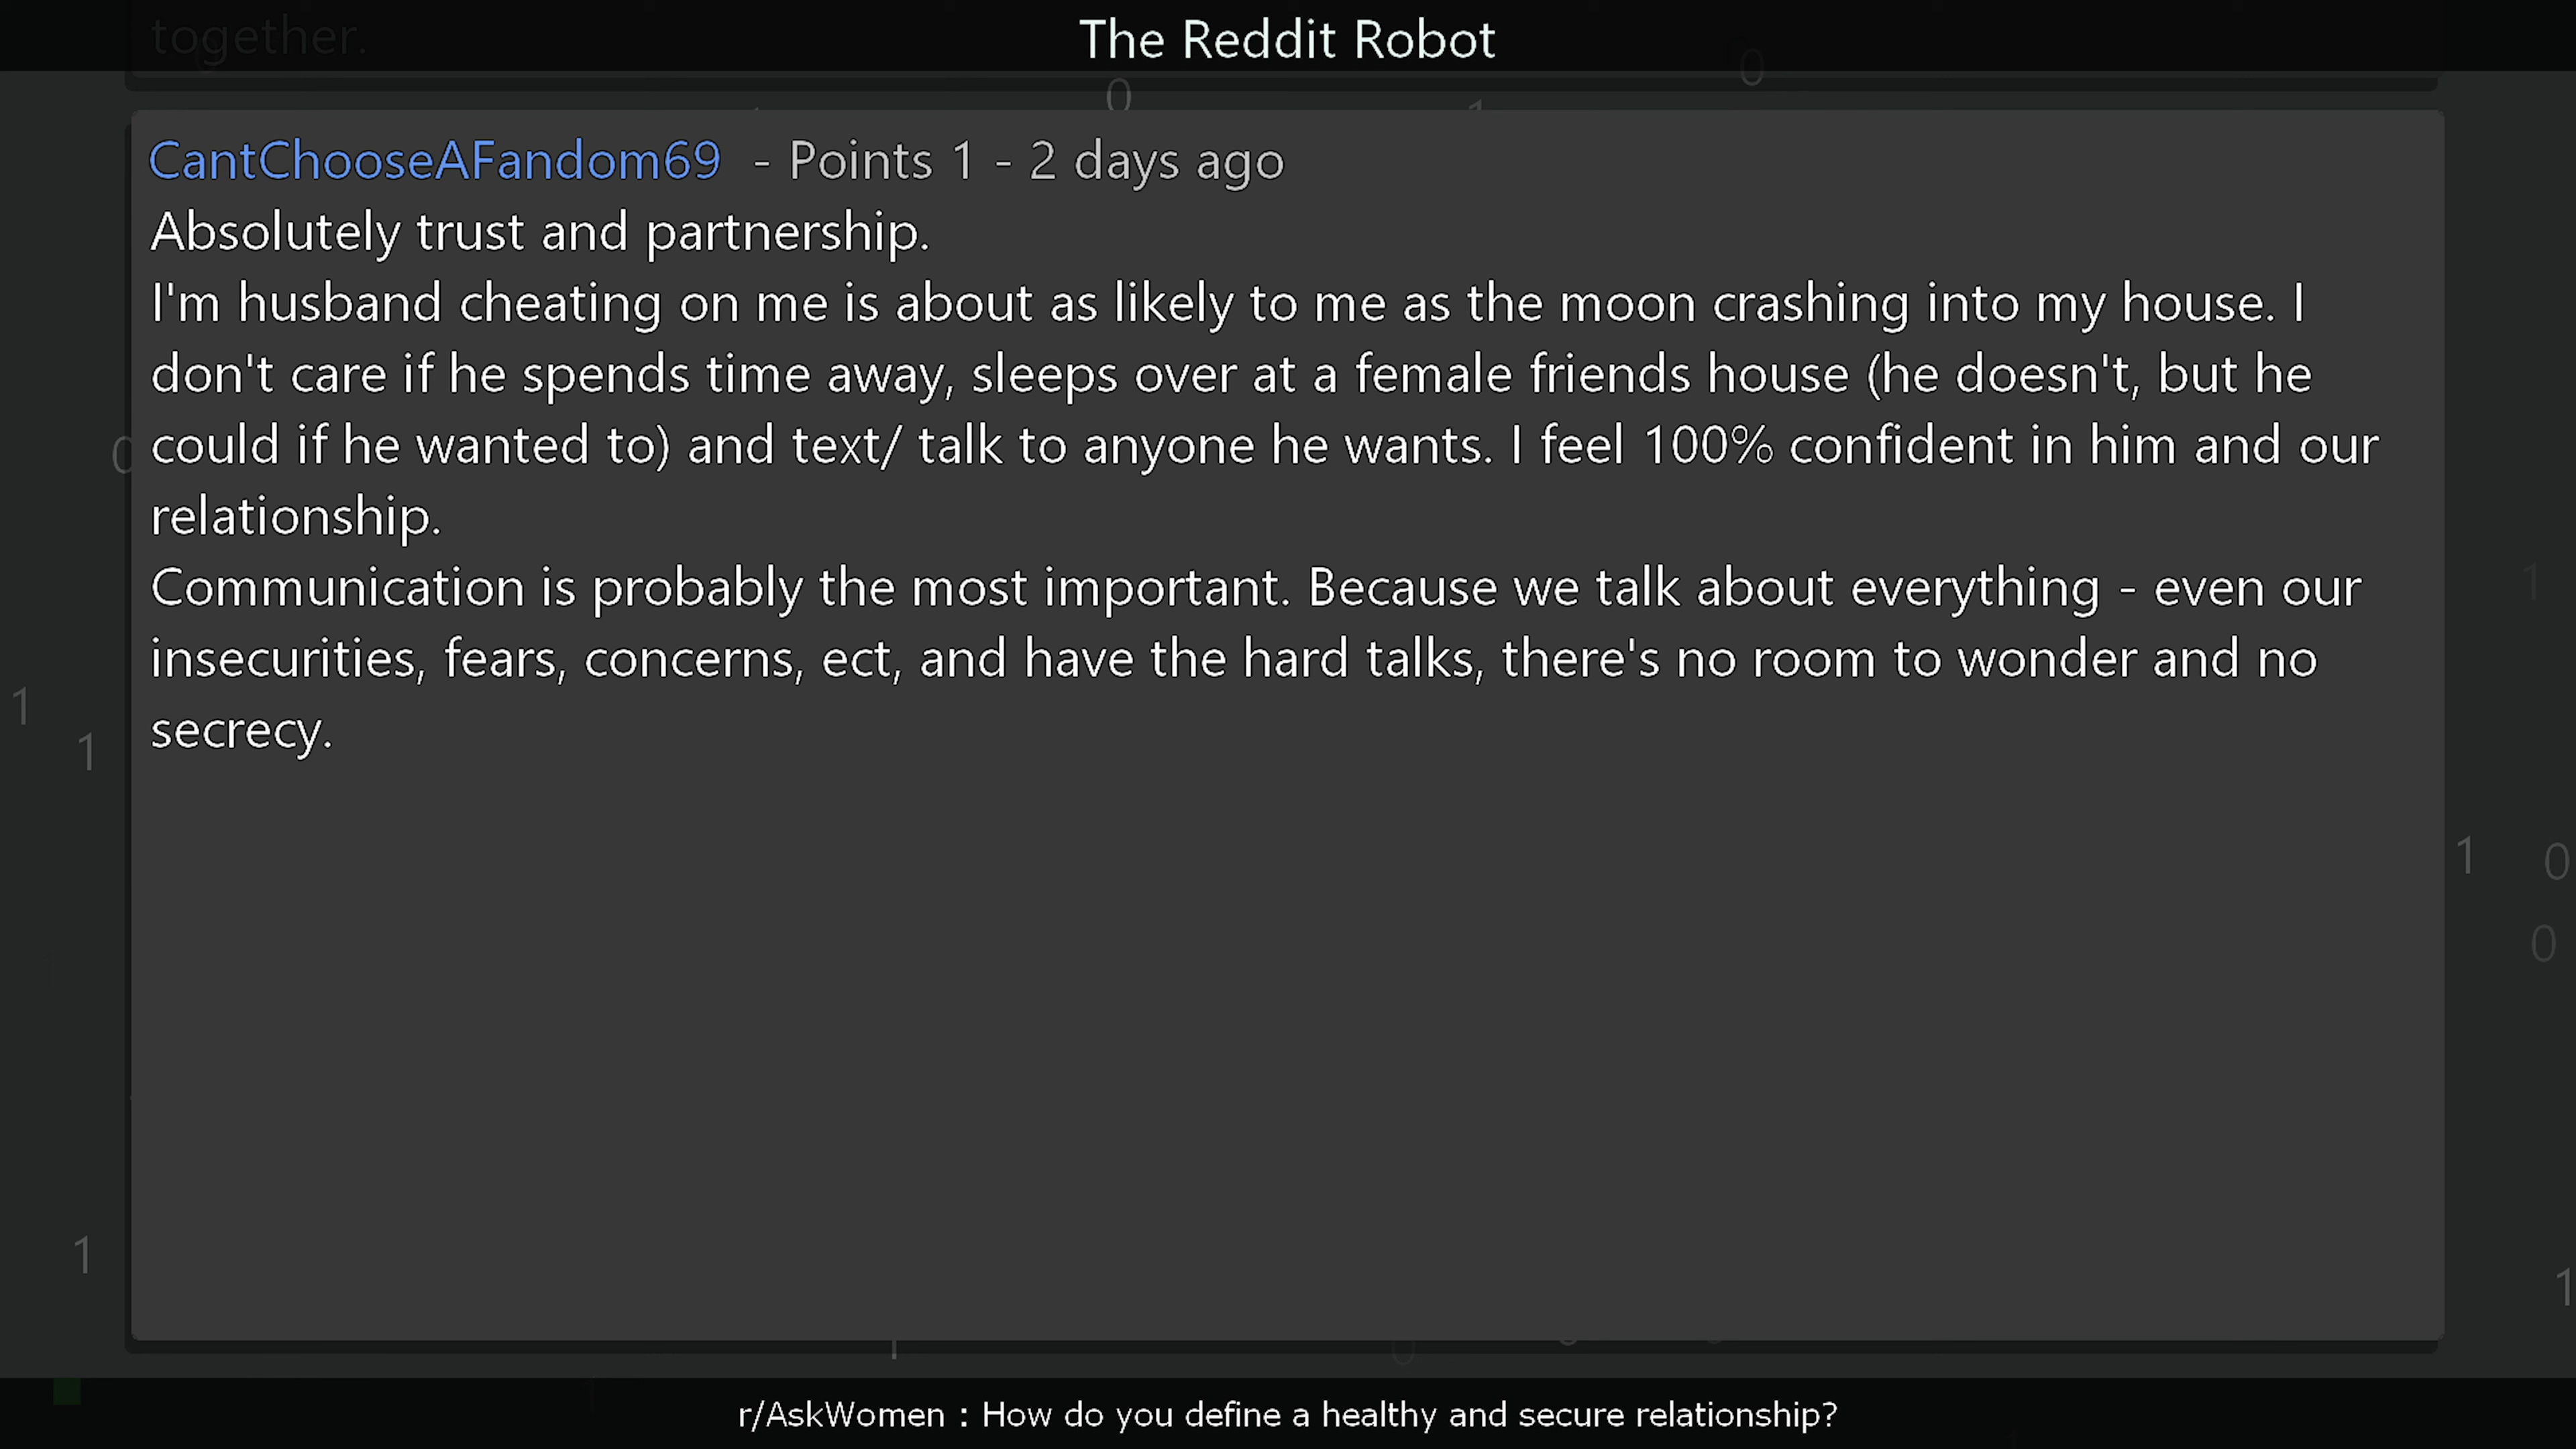 together.
The Reddit Robot
CantChooseAFandom69 - Points 1 - 2 days ago
Absolutely trust and partnership.
I'm husband cheating on me is about as likely to me as the moon crashing into my house. I
don't care if he spends time away, sleeps over at a female friends house (he doesn't, but he
could if he wanted to) and text/ talk to anyone he wants. I feel 100% confident in him and our
relationship.
Communication is probably the most important. Because we talk about everything - even our
insecurities, fears, concerns, ect, and have the hard talks, there's no room to wonder and no
secrecy.
r/AskWomen : How do you define a healthy and secure relationship?